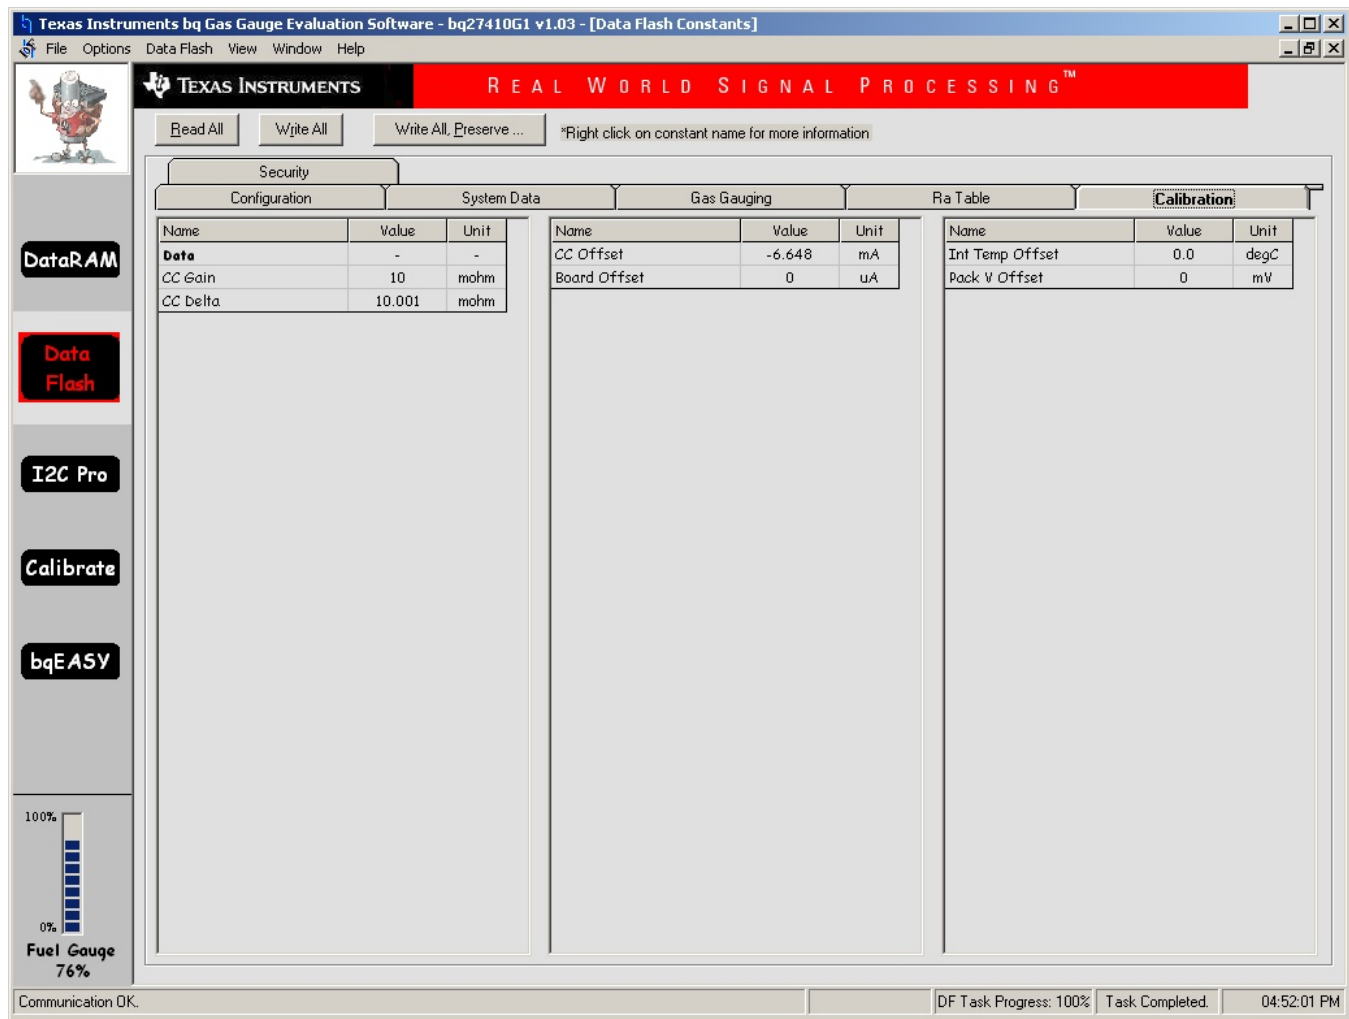 Texas Instruments bq Gas Gauge Evaluation Software - bq27410G1 v1.03 - [Data Flash Constants]
File Options Data Flash View Window Help
TEXAS INSTRUMENTS REAL WORLD SIGNAL PROCESSING™
Read All Write All Write All, Preserve ... *Right click on constant name for more information
Security
Configuration System Data Gas Gauging Ra Table Calibration
Name Value Unit Name Value Unit Name Value Unit
Data - - CC Offset -6.648 mA Int Temp Offset 0.0 degC
CC Gain 10 mohm Board Offset 0 uA Pack V Offset 0 mV
CC Delta 10.001 mohm
DataRAM
Data
Flash
I2C Pro
Calibrate
bqEASY
100%
0%
Fuel Gauge
76%
Communication OK. DF Task Progress: 100% Task Completed. 04:52:01 PM